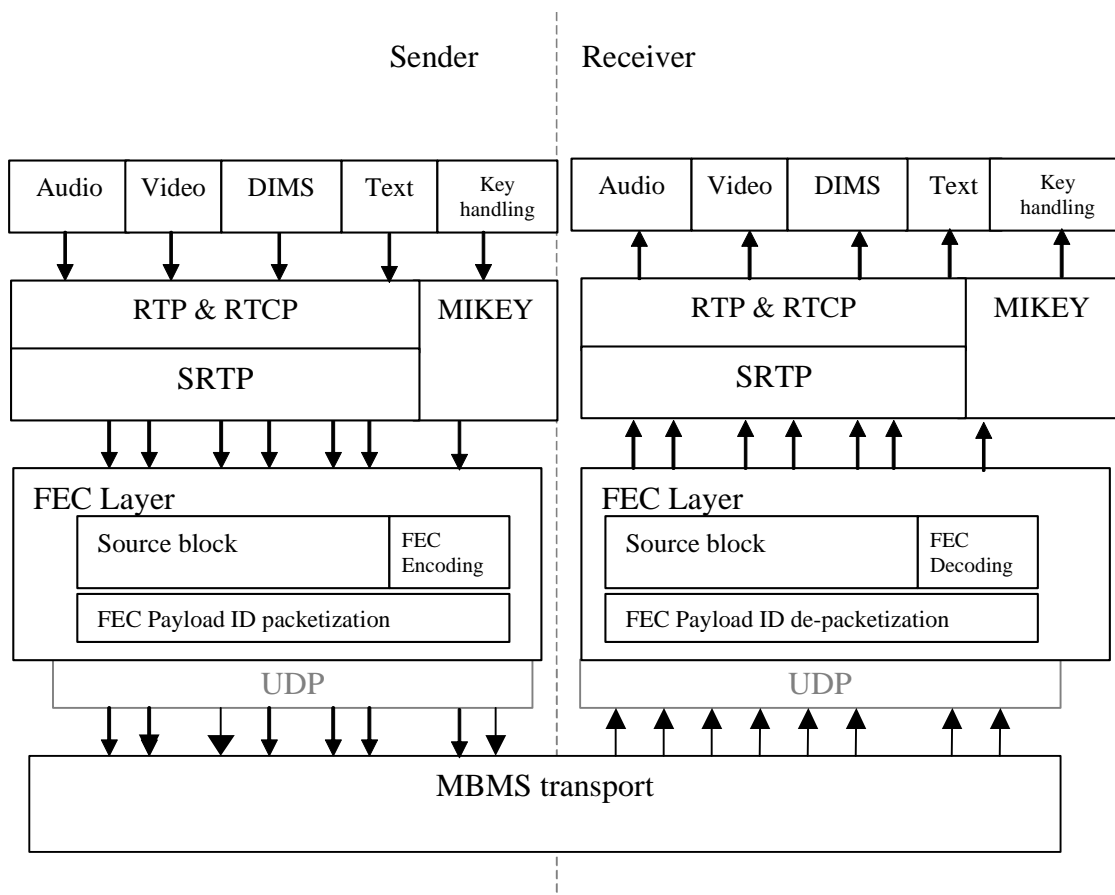 Sender
Receiver
Audio
Video
DIMS
Text
Key
handling
Audio
Video
DIMS
Text
Key
handling
RTP & RTCP
MIKEY
SRTP
RTP & RTCP
MIKEY
SRTP
FEC Layer
Source block
FEC
Encoding
FEC Payload ID packetization
FEC Layer
Source block
FEC
Decoding
FEC Payload ID de-packetization
UDP
UDP
MBMS transport